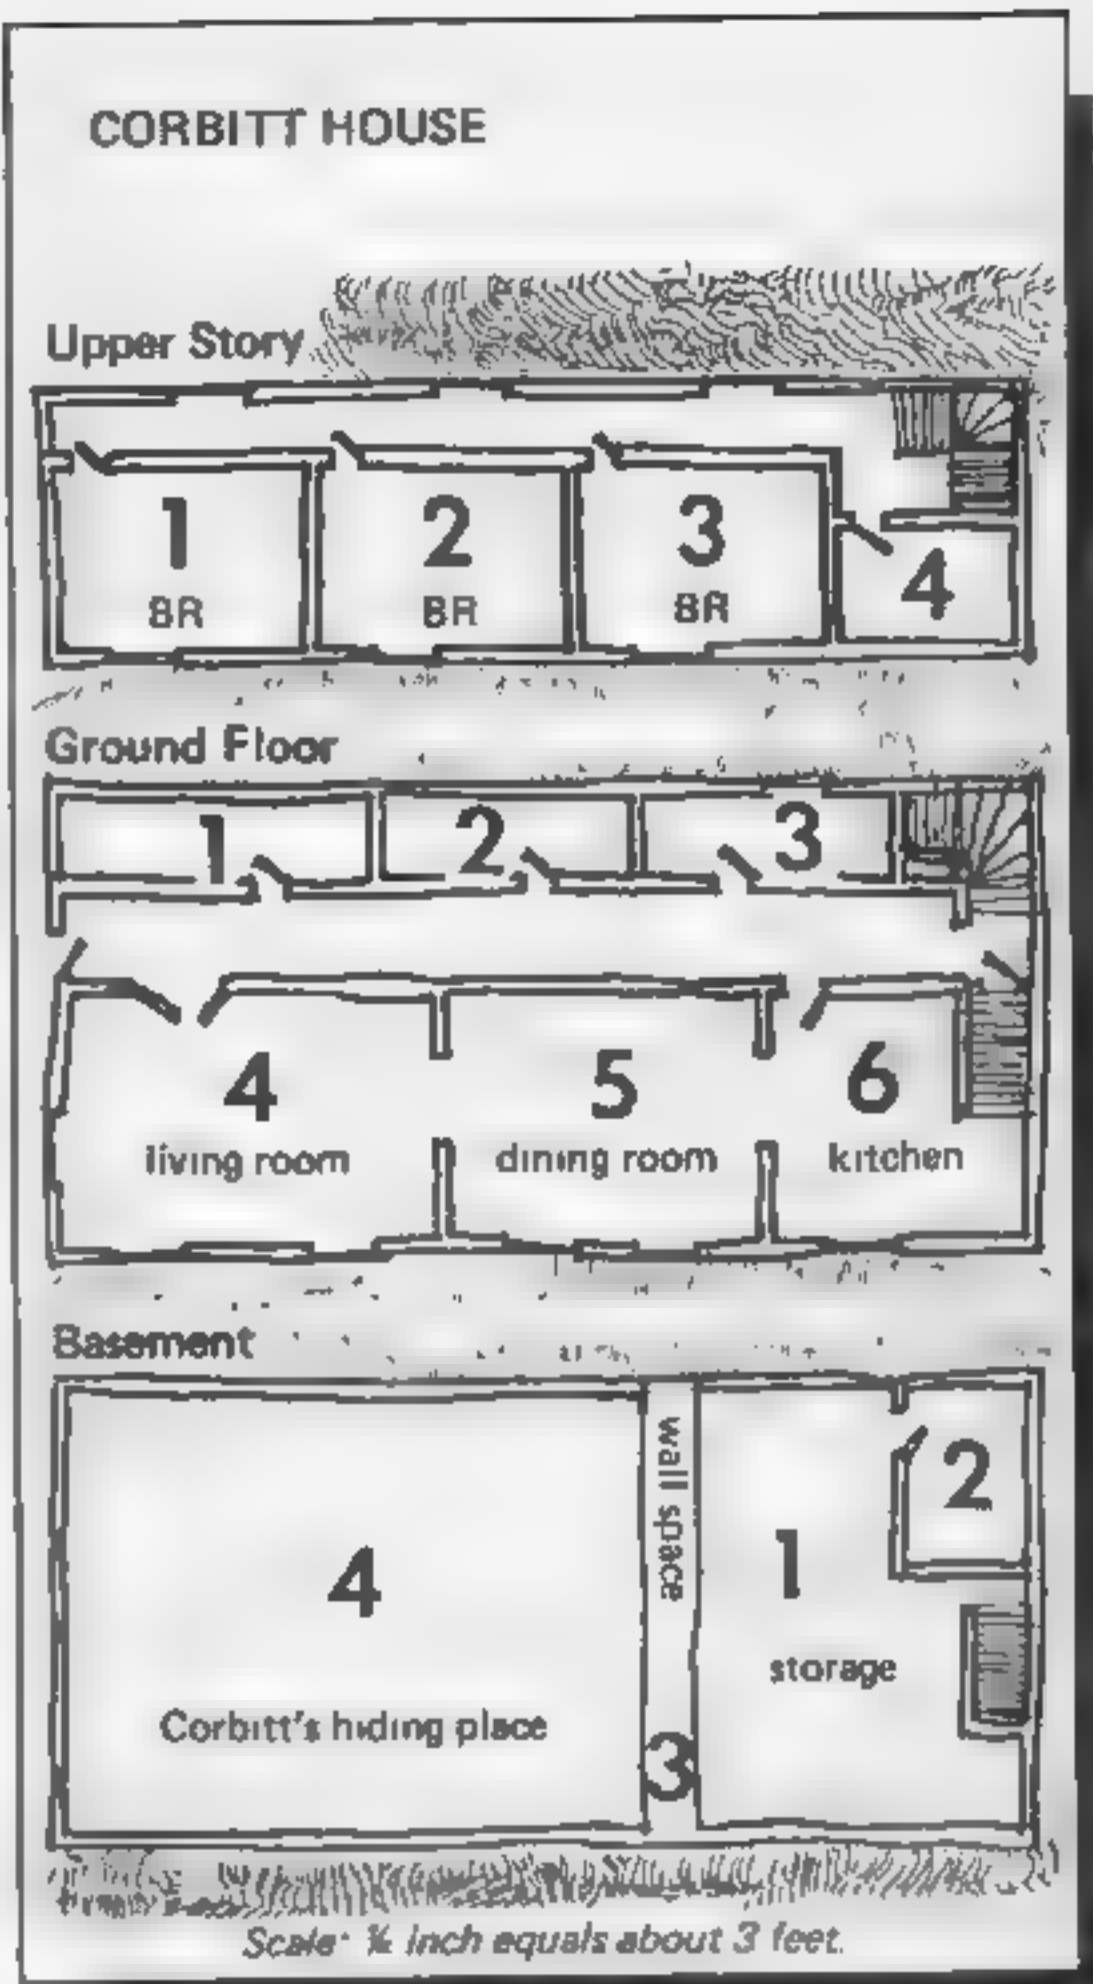 CORBITT HOUSE
Upper Story
1
BR
2
BR
3
BR
4
Ground Floor
1
2
3
4
living room
5
dining room
6
kitchen
Basement
4
Corbitt's hiding place
wall space
3
1
storage
2
Scale: ¼ inch equals about 3 feet.